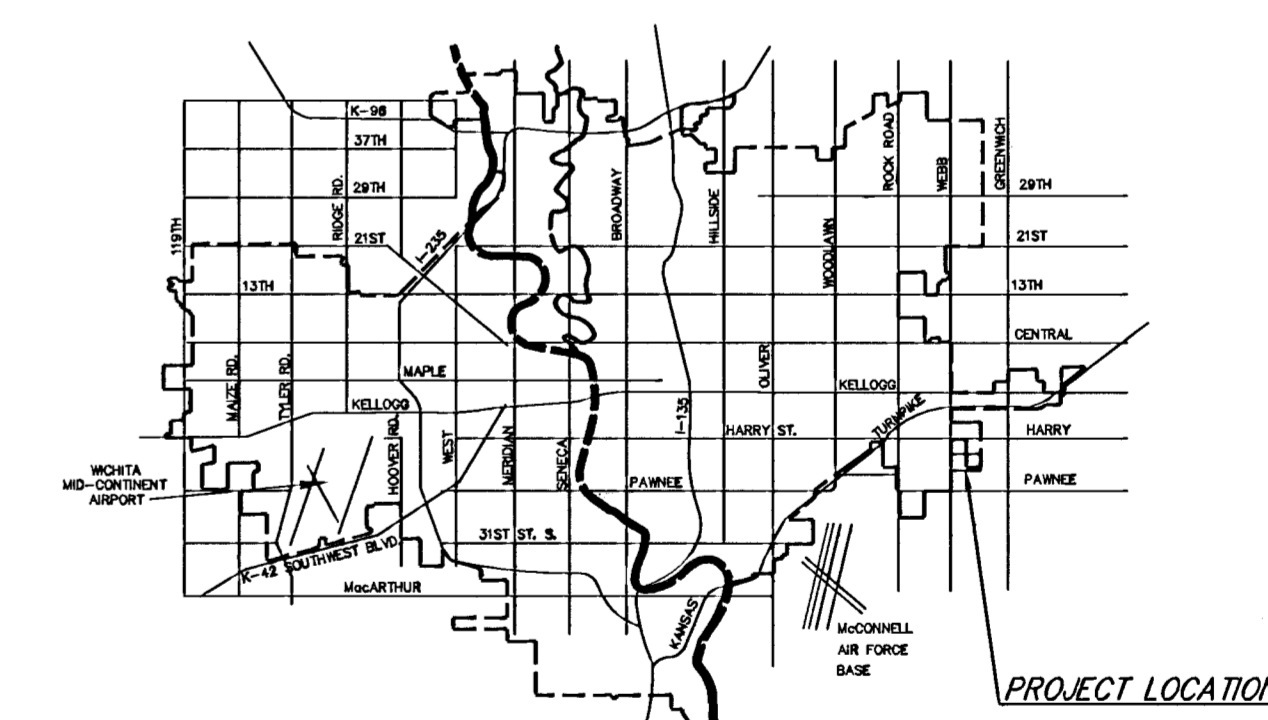 K-96
37TH
29TH
21ST
13TH
119TH
RIDGE RD.
I-235
MAIZE RD.
TYLER RD.
MAPLE
KELLOGG
HOOVER RD.
WEST
MERIDIAN
SENECA
BROADWAY
HILLSIDE
I-135
OLIVER
WOODLAWN
ROCK ROAD
WEBB
GREENWICH
29TH
21ST
13TH
CENTRAL
KELLOGG
TURNPIKE
HARRY ST.
HARRY
PAWNEE
PAWNEE
31ST ST. S.
WICHITA
MID-CONTINENT
AIRPORT
K-42 SOUTHWEST BLVD.
MacARTHUR
KANSAS
McCONNELL
AIR FORCE
BASE
PROJECT LOCATION